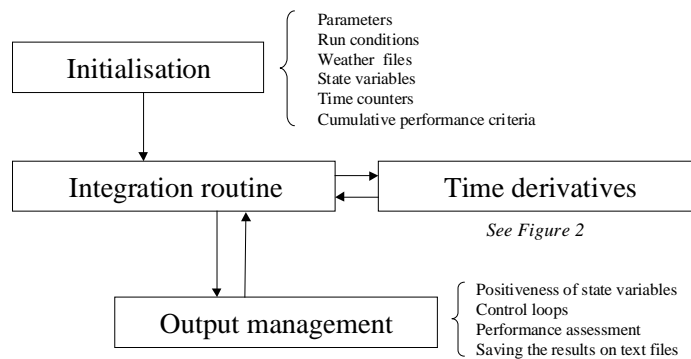 Parameters
Run conditions
Weather files
State variables
Time counters
Cumulative performance criteria
Initialisation
Integration routine
Time derivatives
See Figure 2
Output management
Positiveness of state variables
Control loops
Performance assessment
Saving the results on text files